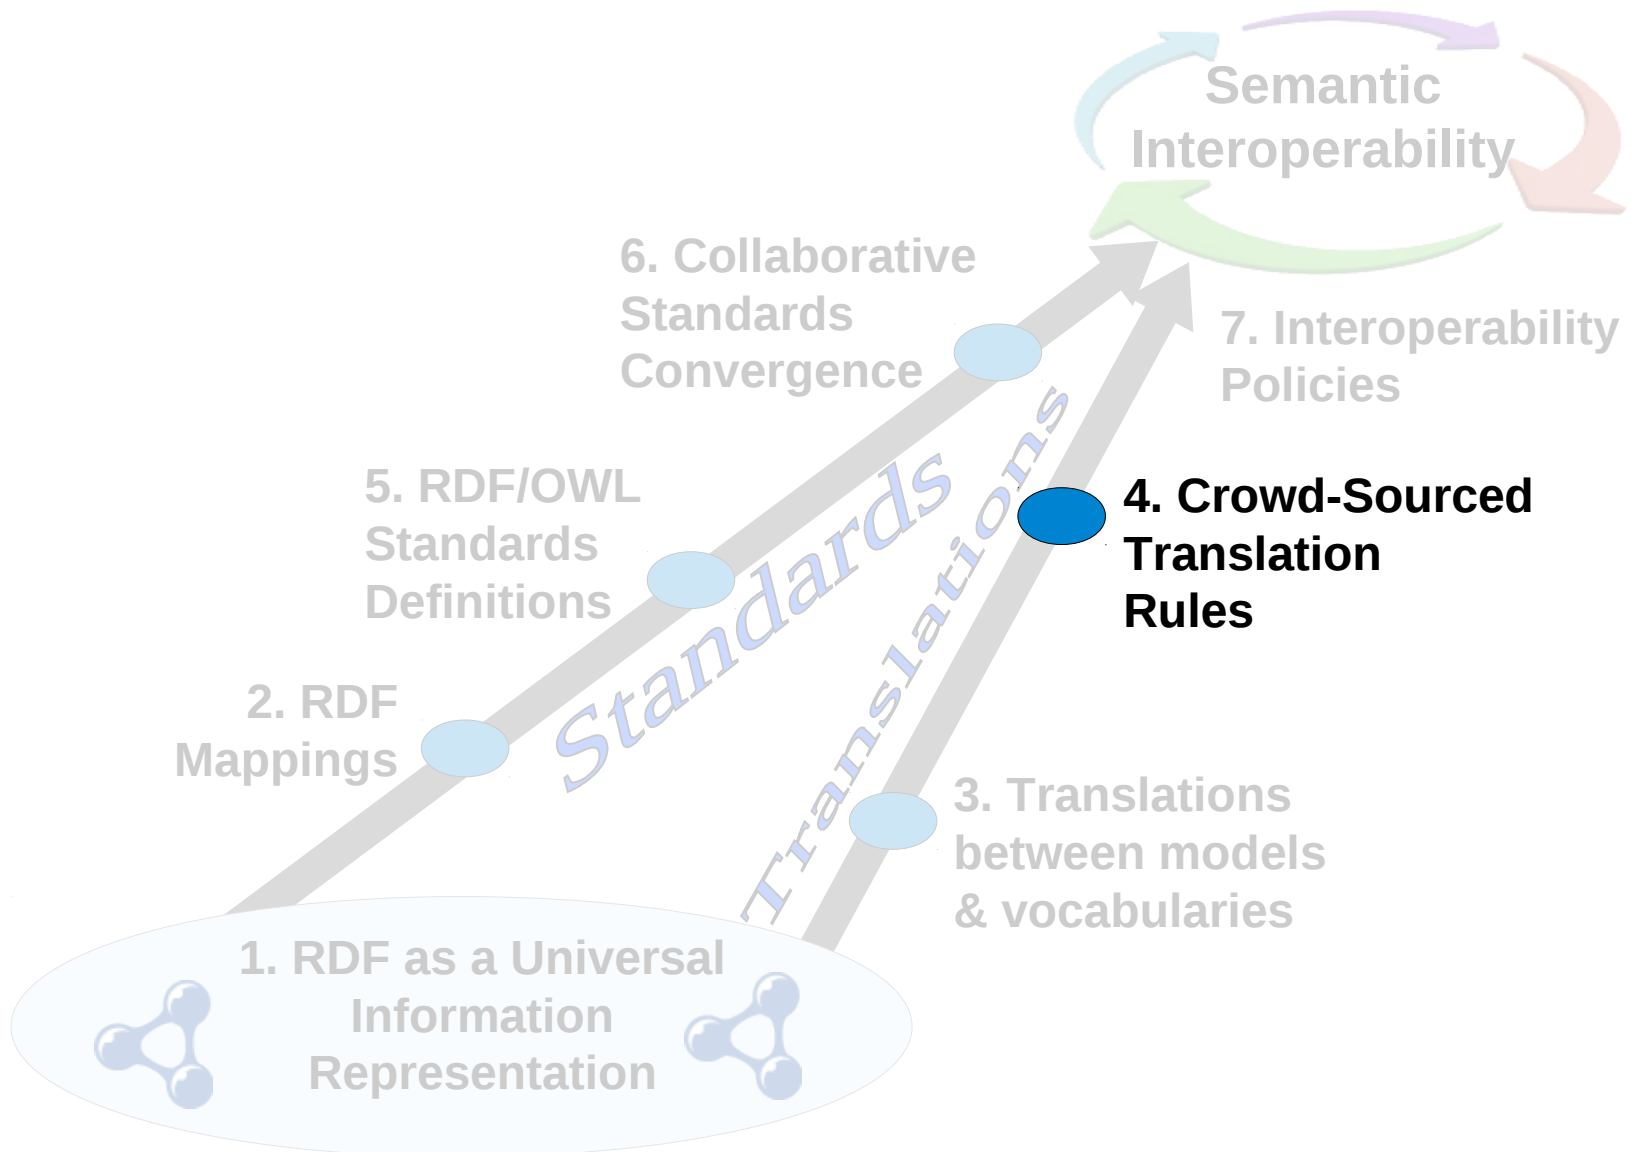 Semantic
Interoperability
6. Collaborative
Standards
Convergence
7. Interoperability
Policies
5. RDF/OWL
Standards
Definitions
4. Crowd-Sourced
Translation
Rules
Standards
Translations
2. RDF
Mappings
3. Translations
between models
& vocabularies
1. RDF as a Universal
Information
Representation